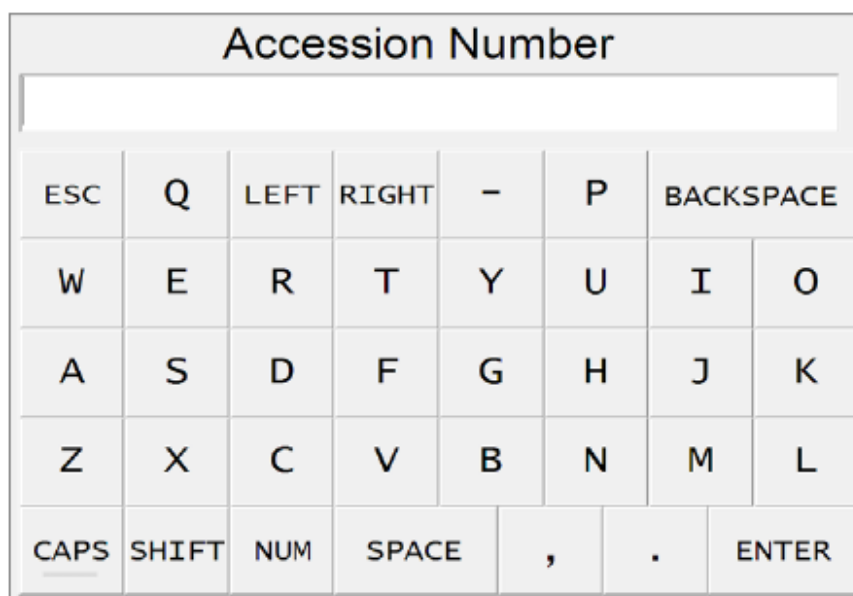 Accession Number
ESC Q LEFT RIGHT - P BACKSPACE
W E R T Y U I O
A S D F G H J K
Z X C V B N M L
CAPS SHIFT NUM SPACE , . ENTER